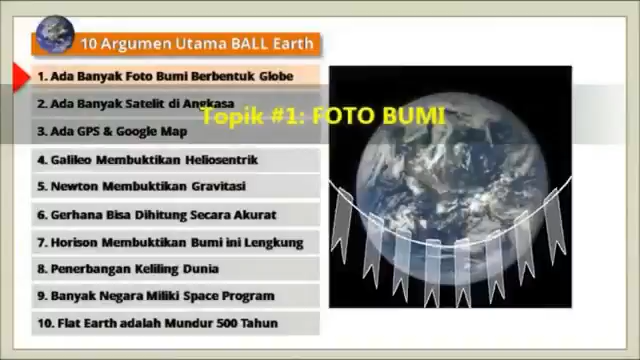 10 Argumen Utama BALL Earth
1. Ada Banyak Foto Bumi Berbentuk Globe
2. Ada Banyak Satelit di Angkasa
Topik #1: FOTO BUMI
3. Ada GPS & Google Map
4. Galileo Membuktikan Heliosentrik
5. Newton Membuktikan Gravitasi
6. Gerhana Bisa Dihitung Secara Akurat
7. Horison Membuktikan Bumi ini Lengkung
8. Penerbangan Keliling Dunia
9. Banyak Negara Miliki Space Program
10. Flat Earth adalah Mundur 500 Tahun